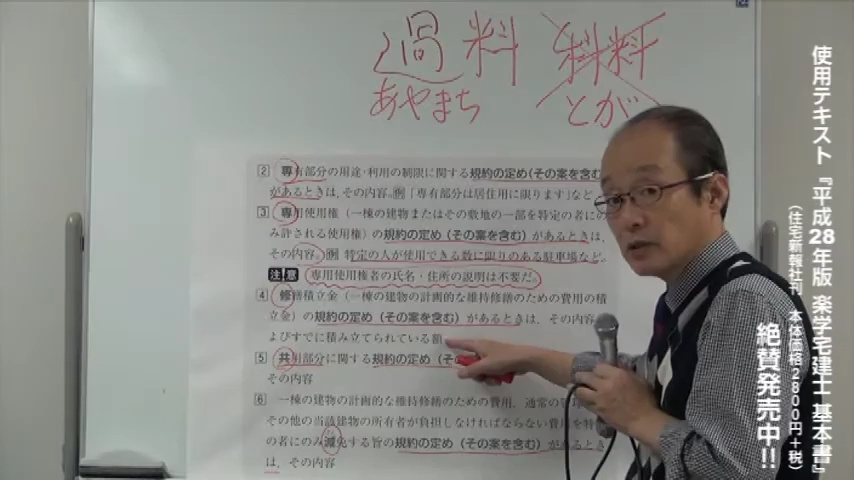 過料 科料
あやまち とが
2 専有部分の用途・利用の制限に関する規約の定め(その案を含む)
があるときは、その内容。例「専有部分は居住用に限ります」など。
3 専用使用権(一棟の建物またはその敷地の一部を特定の者にの
み許される使用権)の規約の定め(その案を含む)があるときは、
その内容。例 特定の人が使用できる数に限りのある駐車場など。
注意 専用使用権者の氏名・住所の説明は不要だ。
4 修繕積立金(一棟の建物の計画的な維持修繕のための費用の積
立金)の規約の定め(その案を含む)があるときは、その内容
よびすでに積み立てられている額
5 共用部分に関する規約の定め(その
その内容
6 一棟の建物の計画的な維持修繕のための費用、通常の管理
その他の当該建物の所有者が負担しなければならない費用を特
の者にのみ減免する旨の規約の定め(その案を含む)があるとき
は、その内容
使用テキスト『平成28年版 楽学宅建士 基本書』
(住宅新報社刊 本体価格2800円+税)
絶賛発売中!!